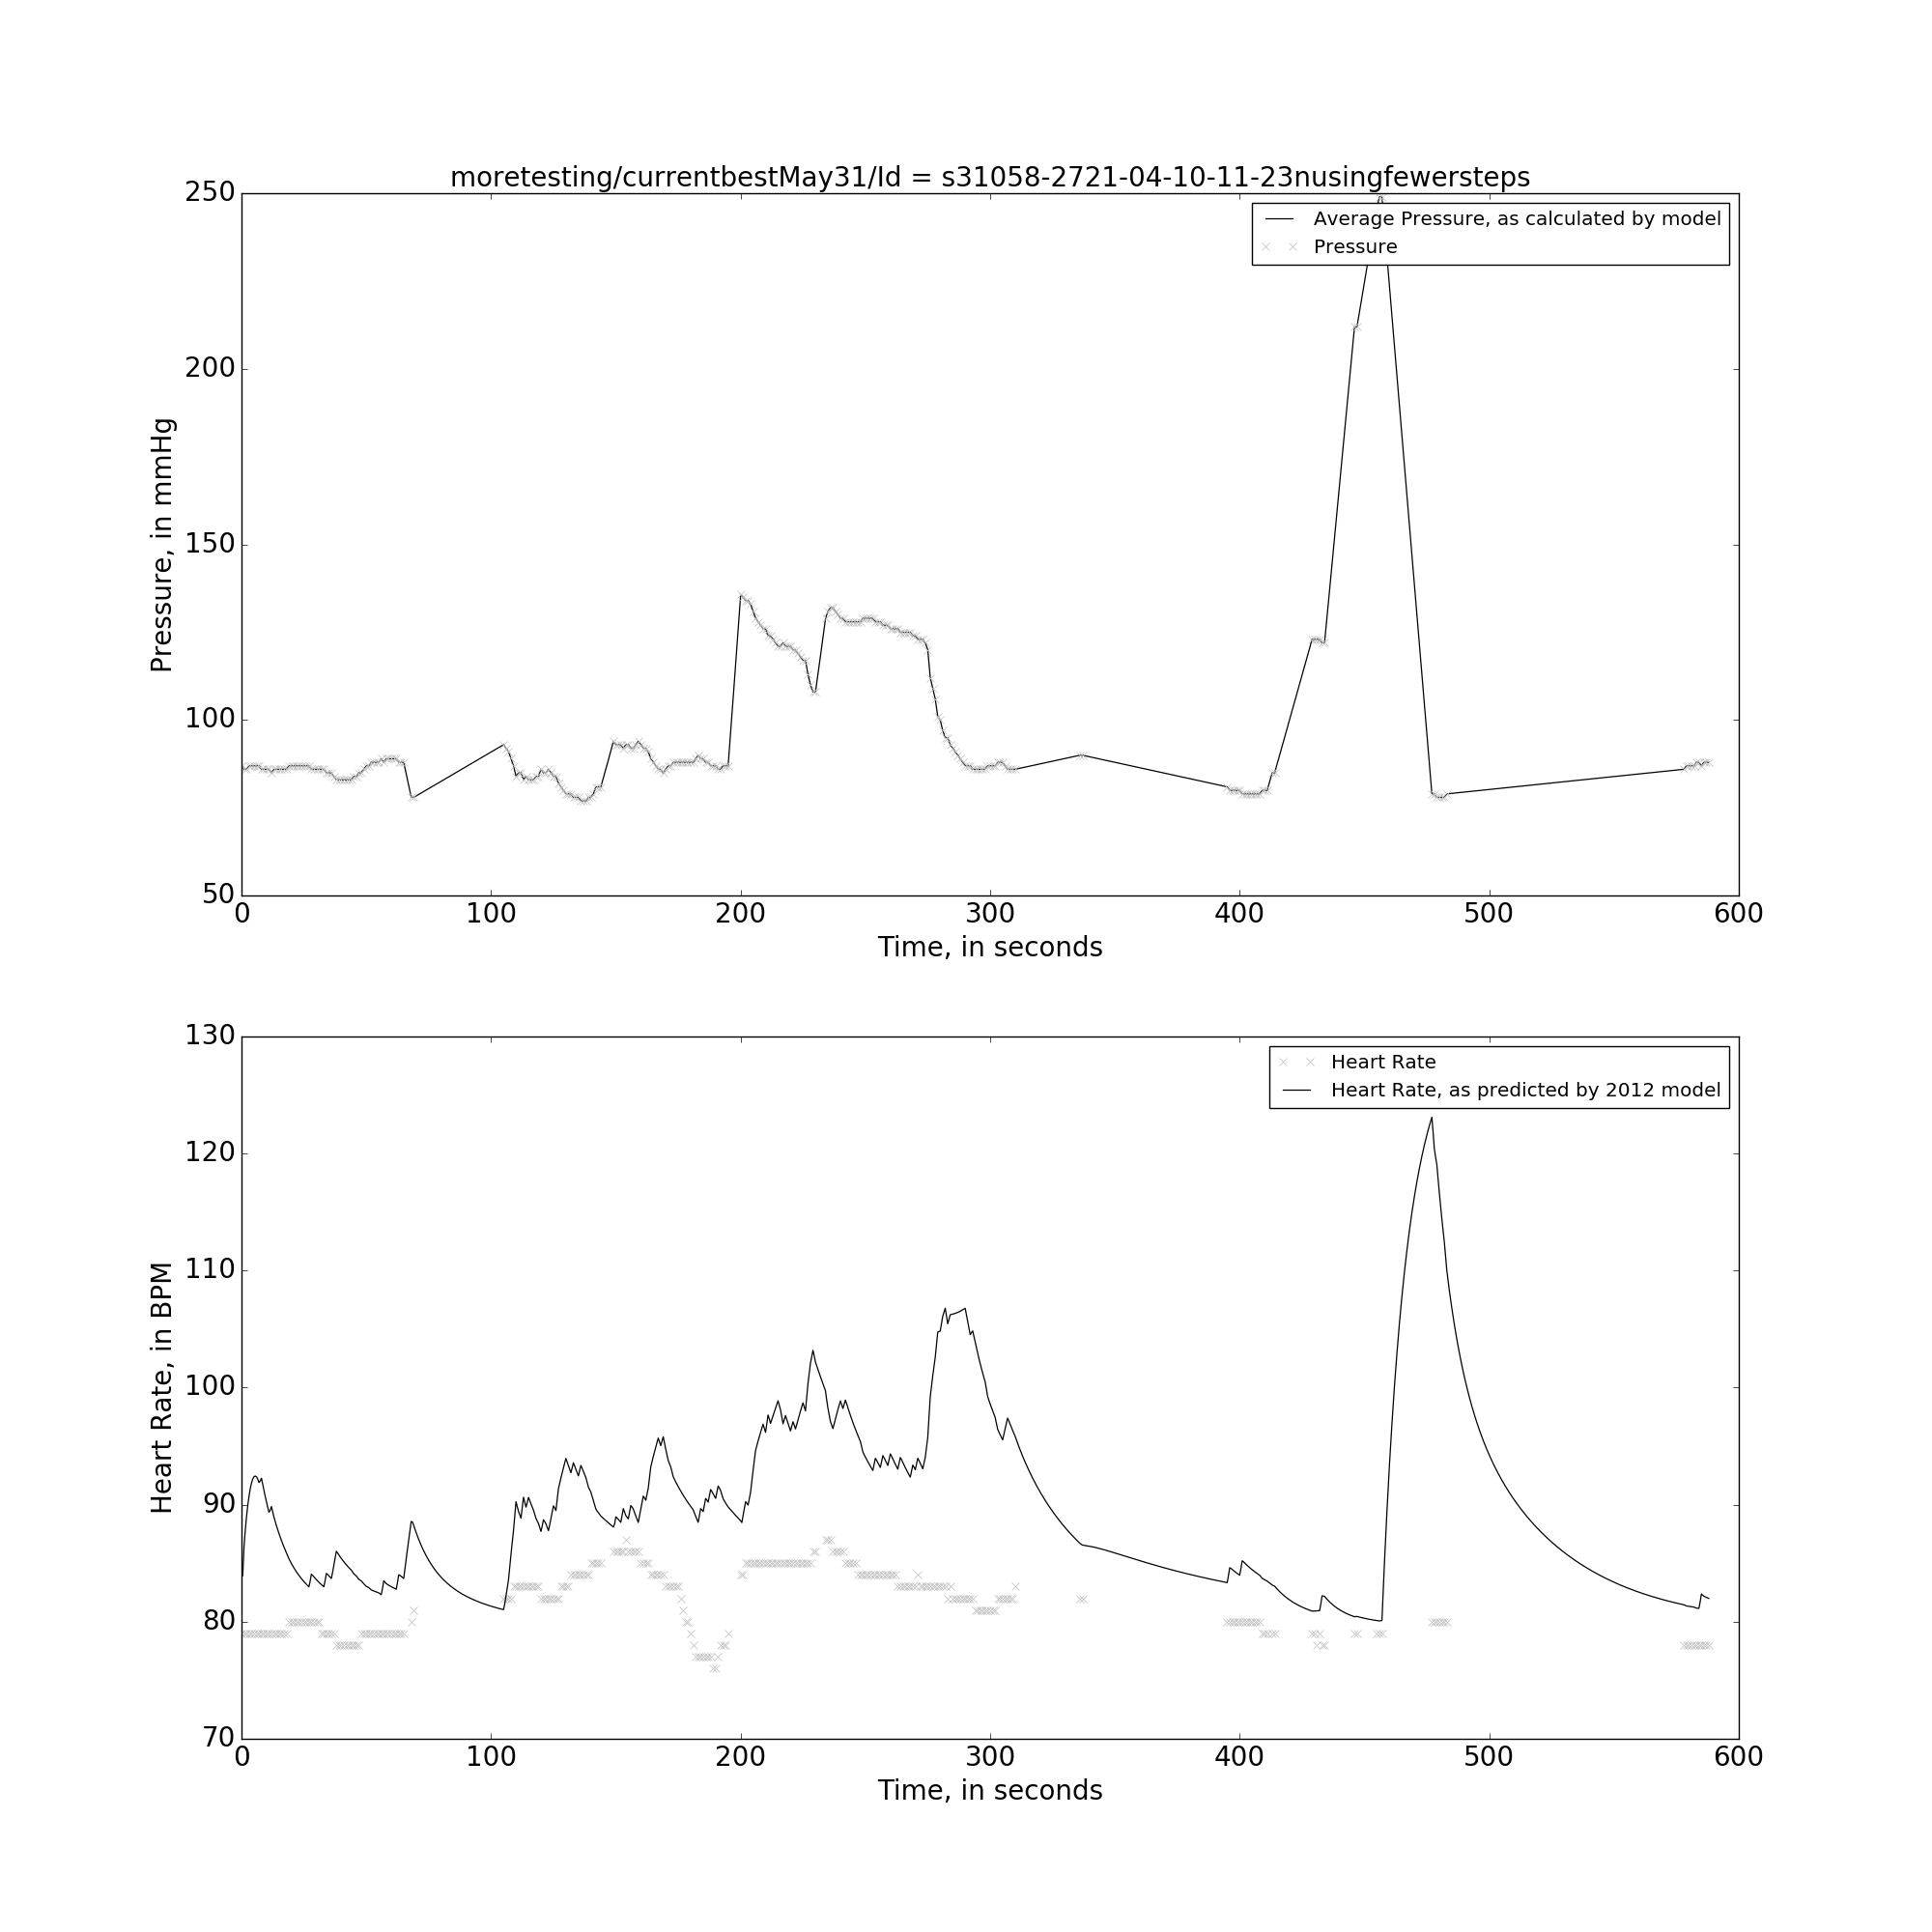 moretesting/currentbestMay31/Id = s31058-2721-04-10-11-23nusingfewersteps
250
200
150
100
50
Pressure, in mmHg
Average Pressure, as calculated by model
Pressure
0 100 200 300 400 500 600
Time, in seconds
130
120
110
100
90
80
70
Heart Rate, in BPM
Heart Rate
Heart Rate, as predicted by 2012 model
0 100 200 300 400 500 600
Time, in seconds